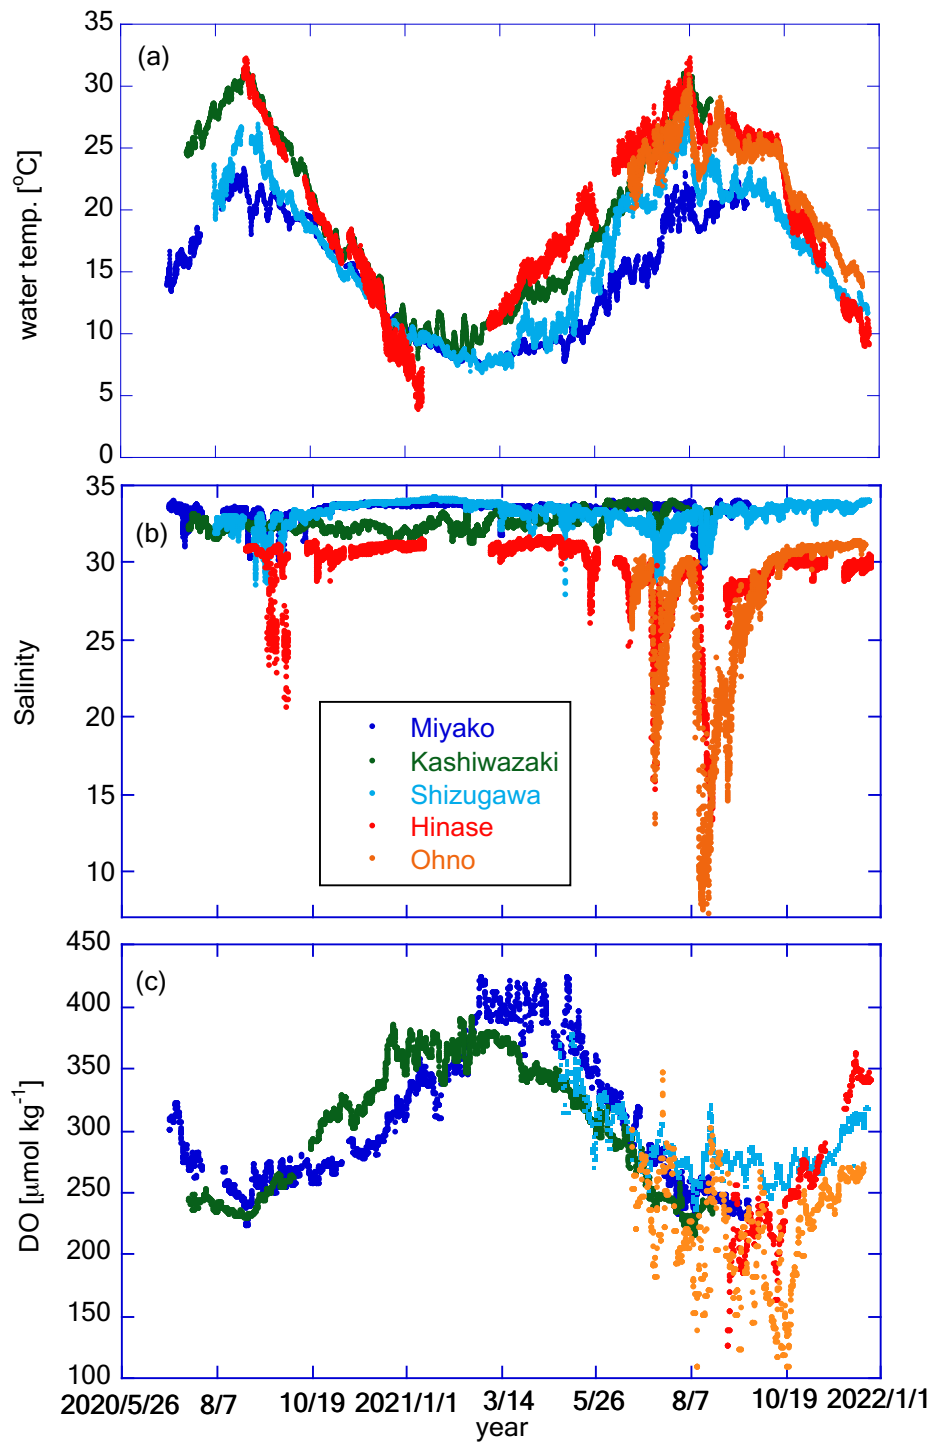 35
(a)
30
25
20
15
10
5
0
water temp. [°C]
35
(b)
30
25
20
15
10
Salinity
Miyako
Kashiwazaki
Shizugawa
Hinase
Ohno
450
(c)
400
350
300
250
200
150
100
DO [µmol kg⁻¹]
2020/5/26 8/7 10/19 2021/1/1 3/14 5/26 8/7 10/19 2022/1/1
year